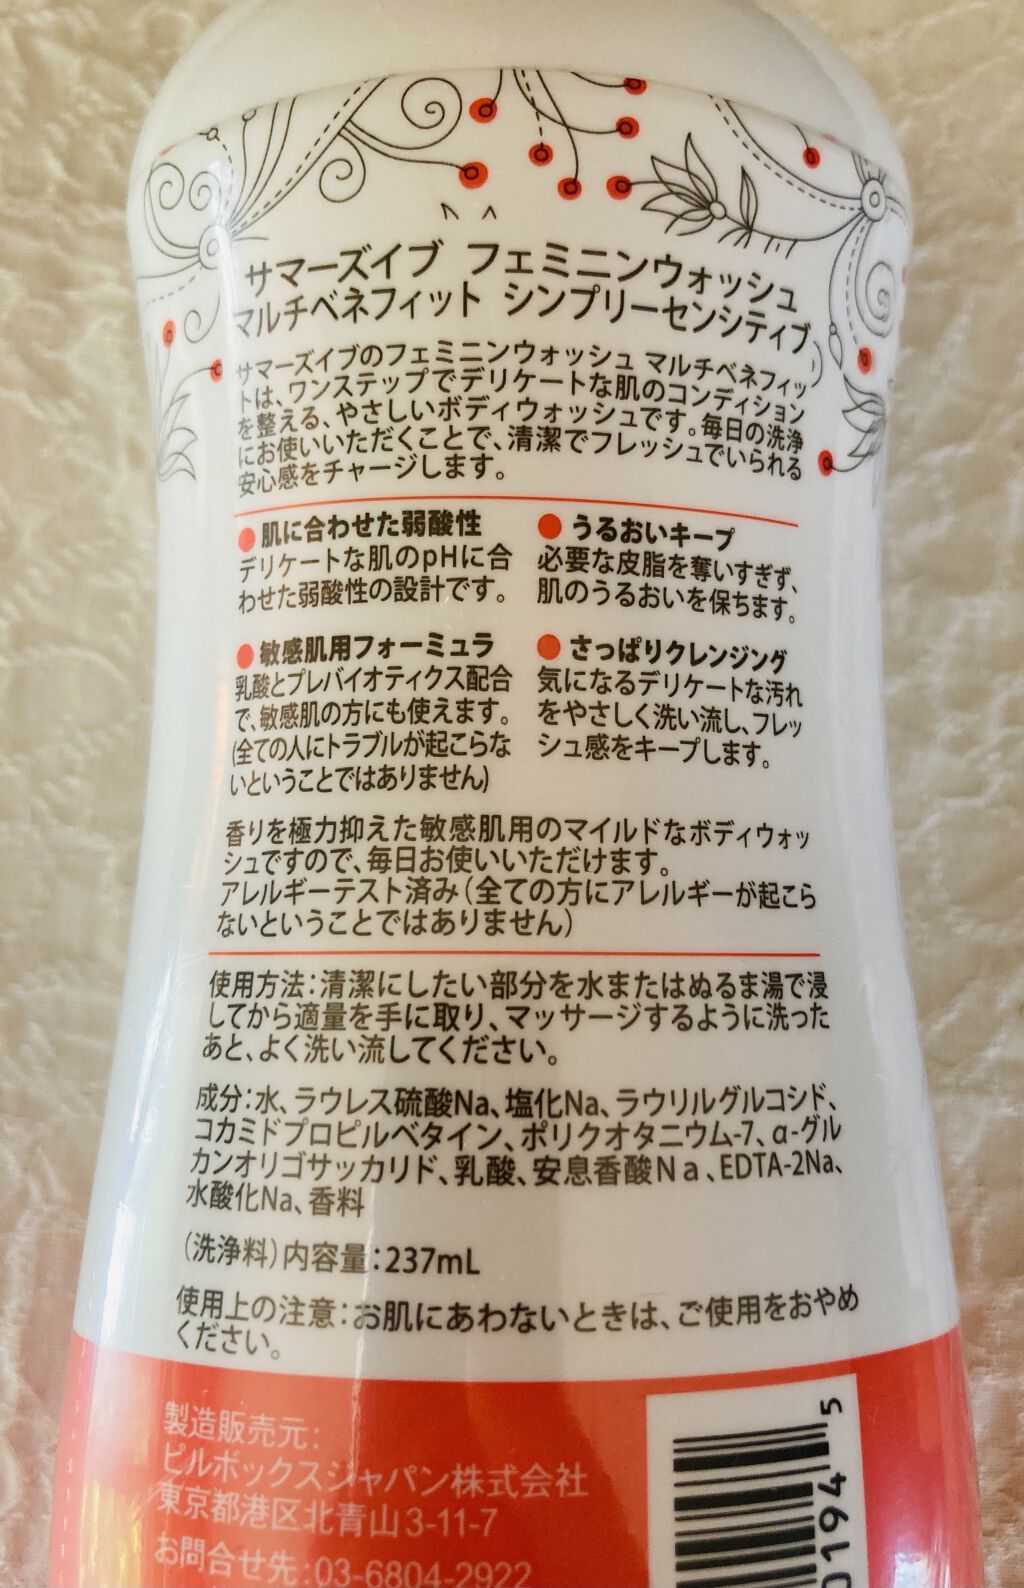 サマーズイブ フェミニンウォッシュ
マルチベネフィット シンプリーセンシティブ
サマーズイブのフェミニンウォッシュ マルチベネフィッ
トは、ワンステップでデリケートな肌のコンディション
を整える、やさしいボディウォッシュです。毎日の洗浄
にお使いいただくことで、清潔でフレッシュでいられる
安心感をチャージします。
●肌に合わせた弱酸性
デリケートな肌のpHに合
わせた弱酸性の設計です。
●うるおいキープ
必要な皮脂を奪いすぎず、
肌のうるおいを保ちます。
●敏感肌用フォーミュラ
乳酸とプレバイオティクス配合
で、敏感肌の方にも使えます。
(全ての人にトラブルが起こらな
いということではありません)
●さっぱりクレンジング
気になるデリケートな汚れ
をやさしく洗い流し、フレッ
シュ感をキープします。
香りを極力抑えた敏感肌用のマイルドなボディウォッ
シュですので、毎日お使いいただけます。
アレルギーテスト済み(全ての方にアレルギーが起こら
ないということではありません)
使用方法:清潔にしたい部分を水またはぬるま湯で浸
してから適量を手に取り、マッサージするように洗った
あと、よく洗い流してください。
成分:水、ラウレス硫酸Na、塩化Na、ラウリルグルコシド、
コカミドプロピルベタイン、ポリクオタニウム-7、α-グル
カンオリゴサッカリド、乳酸、安息香酸Na、EDTA-2Na、
水酸化Na、香料
(洗浄料)内容量:237mL
使用上の注意:お肌にあわないときは、ご使用をおやめ
ください。
製造販売元:
ピルボックスジャパン株式会社
東京都港区北青山3-11-7
お問合せ先:03-6804-2922